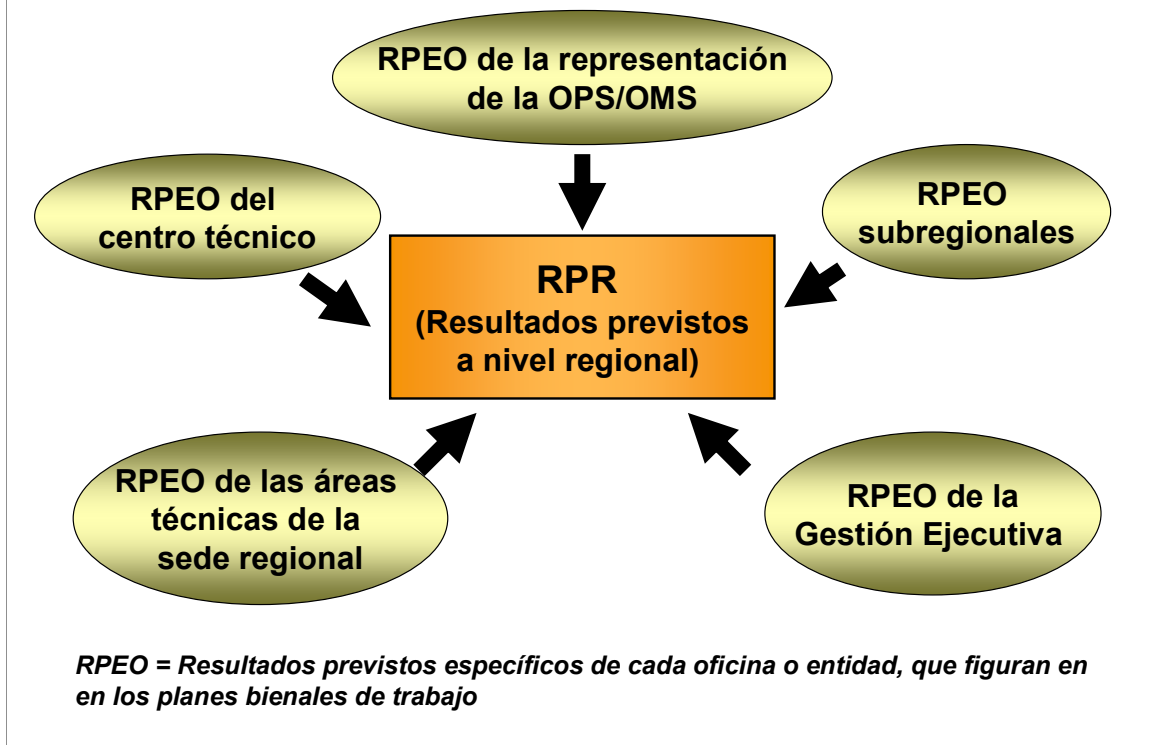 RPEO de la representación
de la OPS/OMS
RPEO del
centro técnico
RPEO
subregionales
RPR
(Resultados previstos
a nivel regional)
RPEO de las áreas
técnicas de la
sede regional
RPEO de la
Gestión Ejecutiva
RPEO = Resultados previstos específicos de cada oficina o entidad, que figuran en
en los planes bienales de trabajo